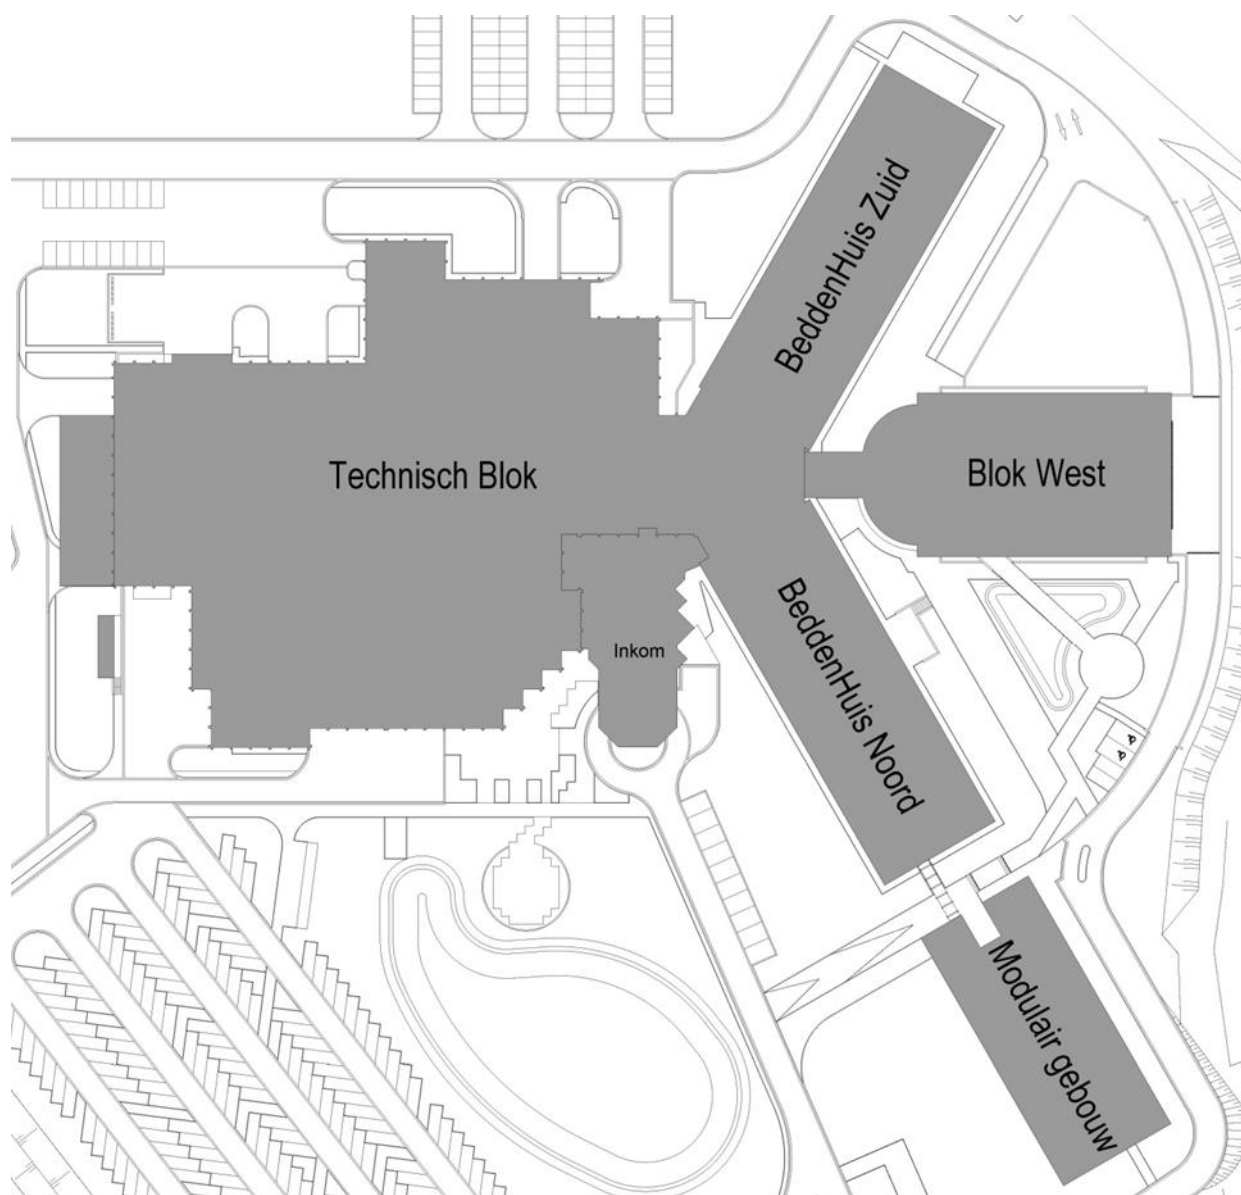 BeddenHuis Zuid
Technisch Blok
Blok West
Inkom
BeddenHuis Noord
Modulair gebouw